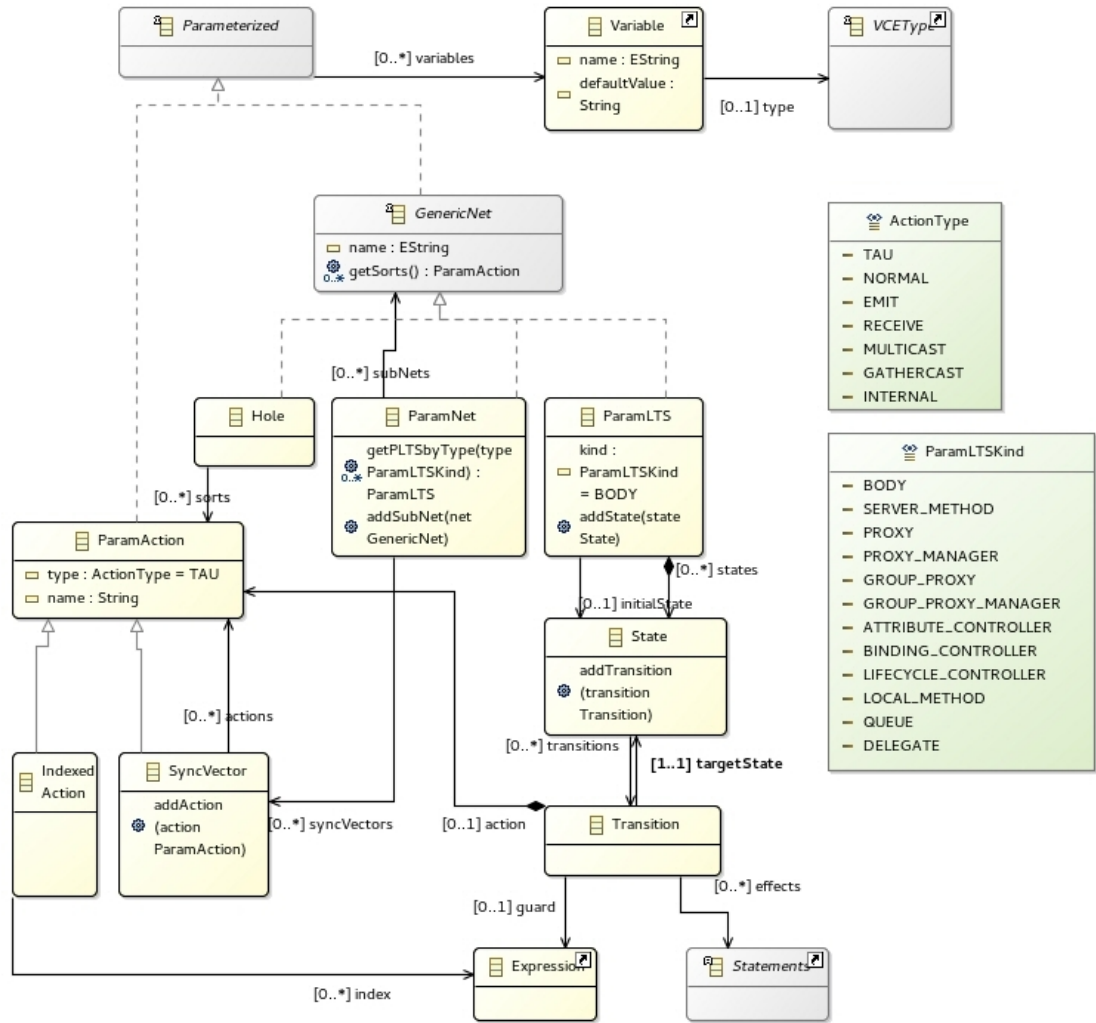 Parameterized
[0..*] variables
Variable
name : EString
defaultValue :
String
[0..1] type
VCEType
GenericNet
name : EString
0..*
getSorts() : ParamAction
ActionType
TAU
NORMAL
EMIT
RECEIVE
MULTICAST
GATHERCAST
INTERNAL
[0..*] subNets
Hole
[0..*] sorts
ParamNet
getPLTSbyType(type
0..*
ParamLTSKind) :
ParamLTS
addSubNet(net
GenericNet)
ParamLTS
kind :
ParamLTSKind
= BODY
addState(state
State)
ParamLTSKind
BODY
SERVER_METHOD
PROXY
PROXY_MANAGER
GROUP_PROXY
GROUP_PROXY_MANAGER
ATTRIBUTE_CONTROLLER
BINDING_CONTROLLER
LIFECYCLE_CONTROLLER
LOCAL_METHOD
QUEUE
DELEGATE
ParamAction
type : ActionType = TAU
name : String
[0..*] states
[0..1] initialState
State
addTransition
(transition
Transition)
[0..*] actions
[0..*] transitions
[1..1] targetState
Indexed
Action
SyncVector
addAction
(action
ParamAction)
[0..*] syncVectors
[0..1] action
Transition
[0..1] guard
[0..*] effects
Expression
Statements
[0..*] index